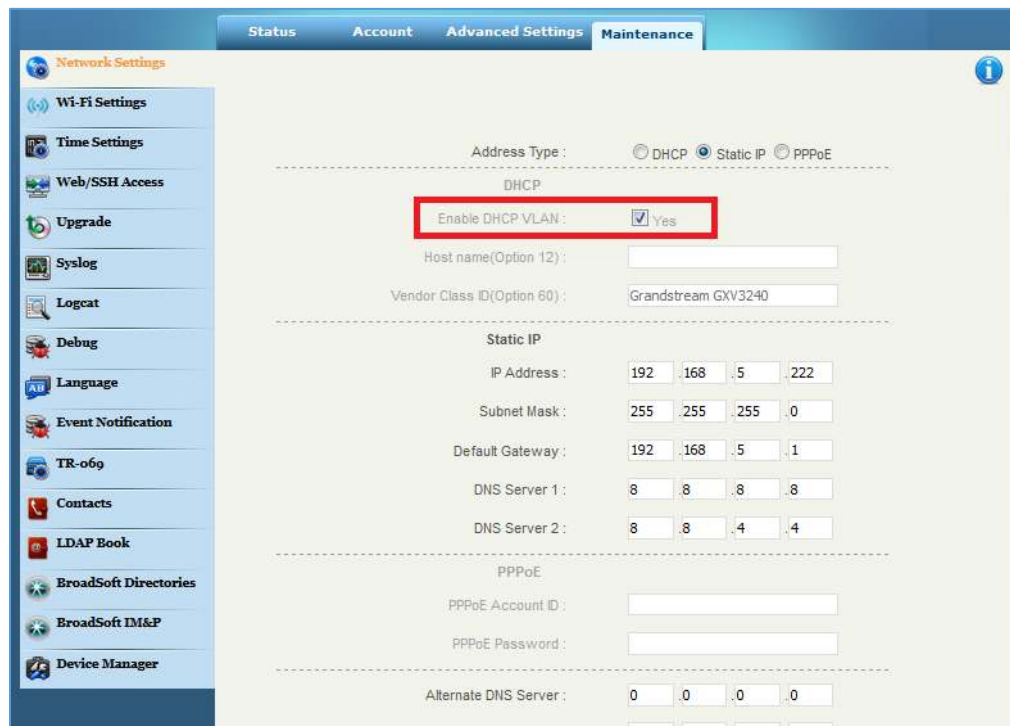 Status Account Advanced Settings Maintenance
Network Settings
Wi-Fi Settings
Time Settings
Web/SSH Access
Upgrade
Syslog
Logcat
Debug
Language
Event Notification
TR-069
Contacts
LDAP Book
BroadSoft Directories
BroadSoft IM&P
Device Manager
Address Type : DHCP Static IP PPPoE
DHCP
Enable DHCP VLAN : Yes
Host name(Option 12) :
Vendor Class ID(Option 60) : Grandstream GXV3240
Static IP
IP Address : 192 .168 .5 .222
Subnet Mask : 255 .255 .255 .0
Default Gateway : 192 .168 .5 .1
DNS Server 1 : 8 .8 .8 .8
DNS Server 2 : 8 .8 .4 .4
PPPoE
PPPoE Account ID :
PPPoE Password :
Alternate DNS Server : 0 .0 .0 .0